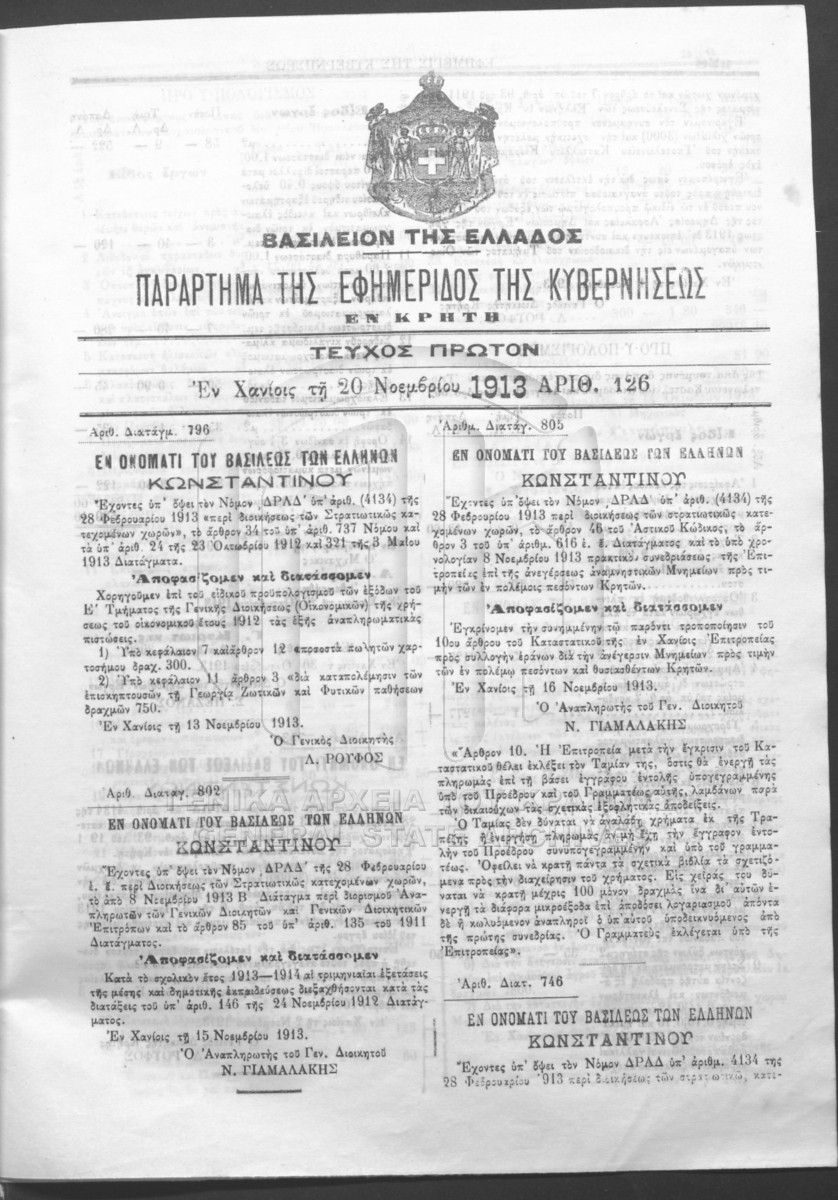 ΒΑΣΙΛΕΙΟΝ ΤΗΣ ΕΛΛΑΔΟΣ
ΠΑΡΑΡΤΗΜΑ ΤΗΣ ΕΦΗΜΕΡΙΔΟΣ ΤΗΣ ΚΥΒΕΡΝΗΣΕΩΣ
ΕΝ ΚΡΗΤΗ
ΤΕΥΧΟΣ ΠΡΩΤΟΝ
Ἐν Χανίοις τῇ 20 Νοεμβρίου 1913 ΑΡΙΘ. 126
Ἀριθ. Διατάγμ. 796
ΕΝ ΟΝΟΜΑΤΙ ΤΟΥ ΒΑΣΙΛΕΩΣ ΤΩΝ ΕΛΛΗΝΩΝ
ΚΩΝΣΤΑΝΤΙΝΟΥ
Ἔχοντες ὑπ' ὄψει τὸν Νόμον ͵ΔΡΛΔ' ὑπ' ἀριθ. (4134) τῆς
28 Φεβρουαρίου 1913 «περὶ διοικήσεως τῶν Στρατιωτικῶς κα-
τεχομένων χωρῶν», τὸ ἄρθρον 34 τοῦ ὑπ' ἀριθ. 737 Νόμου καὶ
τὰ ὑπ' ἀριθ. 24 τῆς 23 Ὀκτωβρίου 1912 καὶ 321 τῆς 3 Μαΐου
1913 Διατάγματα.
Ἀποφασίζομεν καὶ διατάσσομεν
Χορηγοῦμεν ἐπὶ τοῦ εἰδικοῦ προϋπολογισμοῦ τῶν ἐξόδων τοῦ
Ε' Τμήματος τῆς Γενικῆς Διοικήσεως (Οἰκονομικῶν) τῆς χρή-
σεως τοῦ οἰκονομικοῦ ἔτους 1912 τὰς ἑξῆς ἀναπληρωματικὰς
πιστώσεις.
1) Ὑπὸ κεφάλαιον 7 καὶ ἄρθρον 12 «ποσοστὰ πωλητῶν χαρ-
τοσήμου δραχ. 300.
2) Ὑπὸ κεφάλαιον 11 ἄρθρον 3 «διὰ καταπολέμησιν τῶν
ἐπισκηπτουσῶν τῇ Γεωργίᾳ Ζωϊκῶν καὶ Φυτικῶν παθήσεων
δραχμῶν 750.
Ἐν Χανίοις τῇ 13 Νοεμβρίου 1913.
Ὁ Γενικὸς Διοικητὴς
Λ. ΡΟΥΦΟΣ
Ἀριθ. Διαταγ. 802
ΕΝ ΟΝΟΜΑΤΙ ΤΟΥ ΒΑΣΙΛΕΩΣ ΤΩΝ ΕΛΛΗΝΩΝ
ΚΩΝΣΤΑΝΤΙΝΟΥ
Ἔχοντες ὑπ' ὄψει τὸν Νόμον ͵ΔΡΛΔ' τῆς 28 Φεβρουαρίου
ἐ. ἔ. περὶ Διοικήσεως τῶν Στρατιωτικῶς κατεχομένων χωρῶν,
τὸ ἀπὸ 8 Νοεμβρίου 1913 Β. Διάταγμα περὶ διορισμοῦ Ἀνα-
πληρωτῶν τῶν Γενικῶν Διοικητῶν καὶ Γενικῶν Διοικητικῶν
Ἐπιτρόπων καὶ τὸ ἄρθρον 85 τοῦ ὑπ' ἀριθ. 135 τοῦ 1911
Διατάγματος.
Ἀποφασίζομεν καὶ διατάσσομεν
Κατὰ τὸ σχολικὸν ἔτος 1913—1914 αἱ τριμηνιαῖαι ἐξετάσεις
τῆς μέσης καὶ δημοτικῆς ἐκπαιδεύσεως διεξαχθήσονται κατὰ τὰς
διατάξεις τοῦ ὑπ' ἀριθ. 146 τῆς 24 Νοεμβρίου 1912 Διατάγ-
ματος.
Ἐν Χανίοις τῇ 15 Νοεμβρίου 1913.
Ὁ Ἀναπληρωτὴς τοῦ Γεν. Διοικητοῦ
Ν. ΓΙΑΜΑΛΑΚΗΣ
Ἀριθμ. Διατάγ. 805
ΕΝ ΟΝΟΜΑΤΙ ΤΟΥ ΒΑΣΙΛΕΩΣ ΤΩΝ ΕΛΛΗΝΩΝ
ΚΩΝΣΤΑΝΤΙΝΟΥ
Ἔχοντες ὑπ' ὄψει τὸν Νόμον ͵ΔΡΛΔ' ὑπ' ἀριθ. (4134) τῆς
28 Φεβρουρίου 1913 περὶ διοικήσεως τῶν στρατιωτικῶς κατε-
χομένων χωρῶν, τὸ ἄρθρον 46 τοῦ Ἀστικοῦ Κώδικος, τὸ ἄρ-
θρον 3 τοῦ ὑπ' ἀριθμ. 616 ἐ. ἔ. Διατάγματος καὶ τὸ ὑπὸ χρο-
νολογίαν 8 Νοεμβρίου 1913 πρακτικὸν συνεδριάσεως τῆς Ἐπι-
τροπείας ἐπὶ τῆς ἀνεγέρσεως ἀναμνηστικῶν Μνημείων πρὸς τι-
μὴν τῶν ἐν πολέμοις πεσόντων Κρητῶν.
Ἀποφασίζομεν καὶ διατάσσομεν
Ἐγκρίνομεν τὴν συνημμένην τῷ παρόντι τροποποίησιν τοῦ
10ου ἄρθρου τοῦ Καταστατικοῦ τῆς ἐν Χανίοις Ἐπιτροπείας
πρὸς συλλογὴν ἐράνων διὰ τὴν ἀνέγερσιν Μνημείων πρὸς τιμὴν
τῶν ἐν πολέμῳ πεσόντων καὶ θυσιασθέντων Κρητῶν.
Ἐν Χανίοις τῇ 16 Νοεμβρίου 1913.
Ὁ Ἀναπληρωτὴς τοῦ Γεν. Διοικητοῦ
Ν. ΓΙΑΜΑΛΑΚΗΣ
«Ἄρθρον 10. Ἡ Ἐπιτροπεία μετὰ τὴν ἔγκρισιν τοῦ Κα-
ταστατικοῦ θέλει ἐκλέξει τὸν Ταμίαν της, ὅστις θὰ ἐνεργῇ τὰς
πληρωμὰς ἐπὶ τῇ βάσει ἐγγράφου ἐντολῆς ὑπογεγραμμένης
ὑπὸ τοῦ Προέδρου καὶ τοῦ Γραμματέως αὐτῆς, λαμβάνων παρὰ
τῶν δικαιούχων τὰς σχετικὰς ἐξοφλητικὰς ἀποδείξεις.
Ὁ Ταμίας δὲν δύναται νὰ ἀναλάβῃ χρήματα ἐκ τῆς Τρα-
πέζης ἢ ἐνεργήσῃ πληρωμὰς ἂν μὴ ἔχῃ τὴν ἔγγραφον ἐντο-
λὴν τοῦ Προέδρου συνυπογεγραμμένην καὶ ὑπὸ τοῦ γραμμα-
τέως. Ὀφείλει νὰ κρατῇ πάντα τὰ σχετικὰ βιβλία τὰ σχετιζό-
μενα πρὸς τὴν διαχείρησιν τοῦ χρήματος. Εἰς χεῖράς του δύ-
ναται νὰ κρατῇ μέχρις 100 μόνον δραχμὰς ἵνα δι' αὐτῶν ἐ-
νεργῇ τὰ διάφορα μικροέξοδα ἐπὶ ἀποδόσει λογαριασμοῦ ἀπόντα
δὲ ἢ κωλυόμενον ἀναπληροῖ ὁ ὑπ' αὐτοῦ ὑποδεικνυόμενος ἀπὸ
τῆς πρώτης συνεδρίας. Ὁ Γραμματεὺς ἐκλέγεται ὑπὸ τῆς
Ἐπιτροπείας».
Ἀριθ. Διατ. 746
ΕΝ ΟΝΟΜΑΤΙ ΤΟΥ ΒΑΣΙΛΕΩΣ ΤΩΝ ΕΛΛΗΝΩΝ
ΚΩΝΣΤΑΝΤΙΝΟΥ
Ἔχοντες ὑπ' ὄψει τὸν Νόμον ΔΡΛΔ ὑπ' ἀριθμ. 4134 της
28 Φεβρουαρίου 913 περὶ διοικήσεως τῶν στρατιωτικῶς κατε-
ΓΕΝΙΚΑ ΑΡΧΕΙΑ
GENERAL STATE